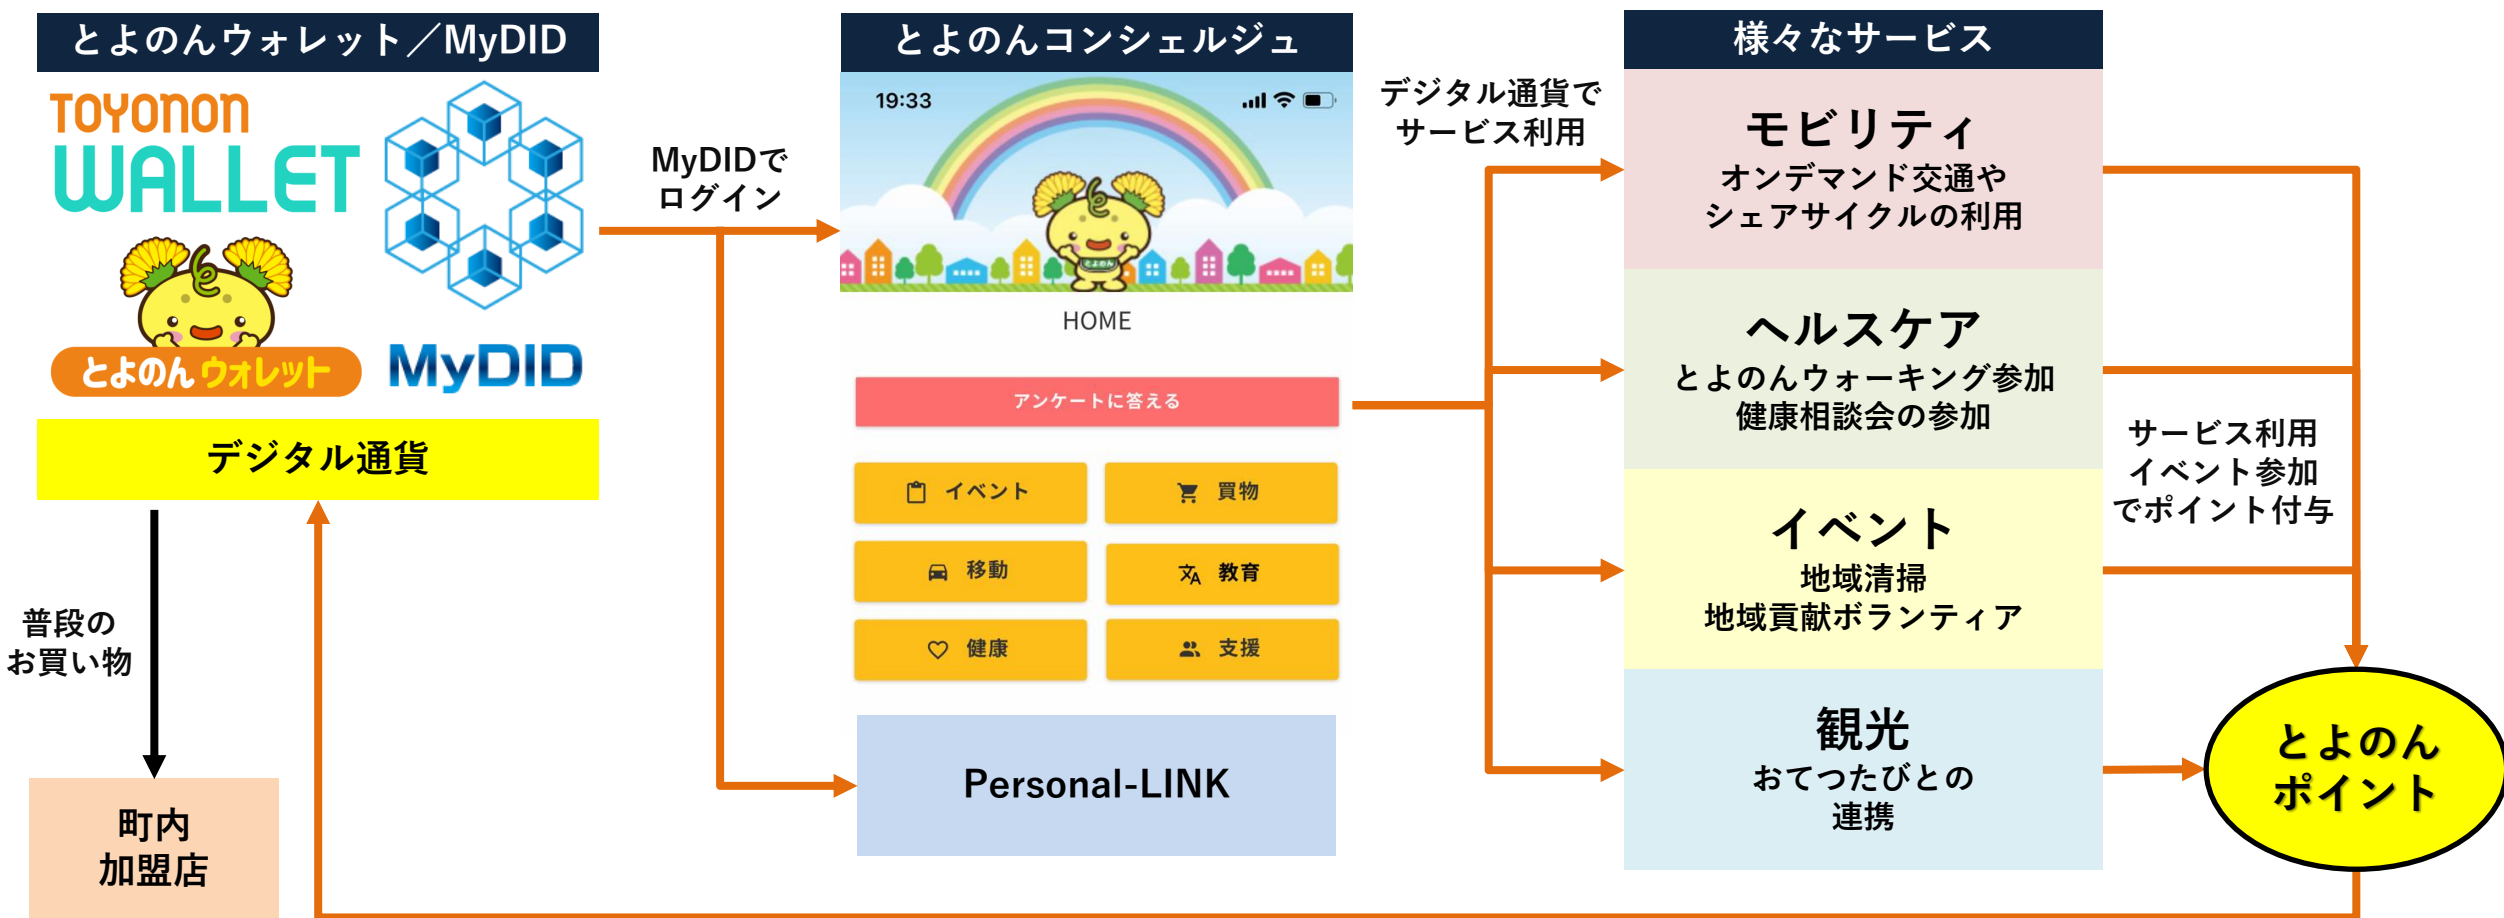 とよのんウォレット／MyDID
TOYONON
WALLET
とよのんウォレット
MyDID
デジタル通貨
普段の
お買い物
町内
加盟店
MyDIDで
ログイン
とよのんコンシェルジュ
19:33
とよのん
HOME
アンケートに答える
イベント
買物
移動
教育
健康
支援
Personal-LINK
デジタル通貨で
サービス利用
様々なサービス
モビリティ
オンデマンド交通や
シェアサイクルの利用
ヘルスケア
とよのんウォーキング参加
健康相談会の参加
イベント
地域清掃
地域貢献ボランティア
観光
おてつたびとの
連携
サービス利用
イベント参加
でポイント付与
とよのん
ポイント